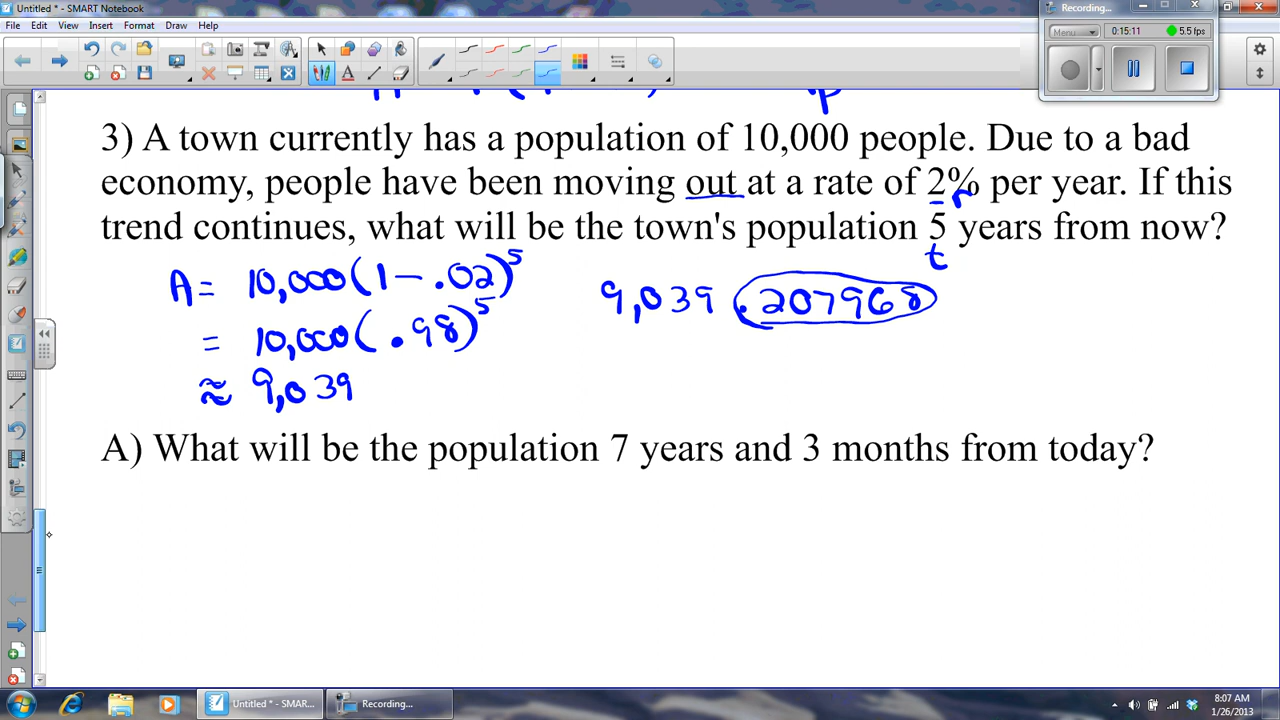 Untitled * - SMART Notebook
Recording...
File Edit View Insert Format Draw Help
Menu 0:15:11 5.5 fps
3) A town currently has a population of 10,000 people. Due to a bad
economy, people have been moving out at a rate of 2% per year. If this
r
trend continues, what will be the town's population 5 years from now?
t
A = 10,000(1 - .02)^5
9,039 .207968
= 10,000(.98)^5
≈ 9,039
A) What will be the population 7 years and 3 months from today?
Untitled * - SMAR...
Recording...
8:07 AM
1/26/2013